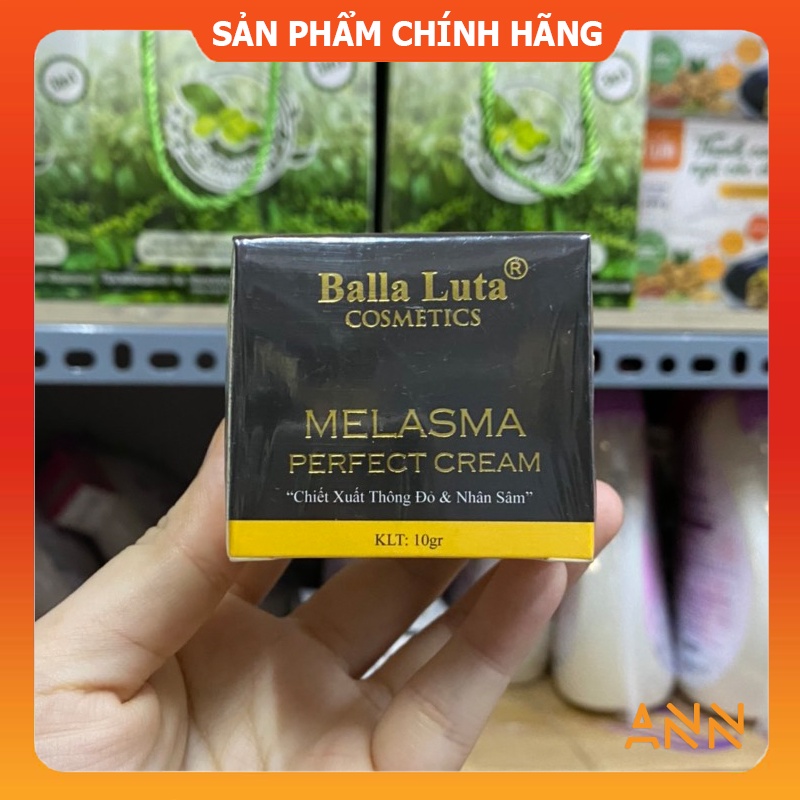 SẢN PHẨM CHÍNH HÃNG
Balla Luta®
COSMETICS
MELASMA
PERFECT CREAM
“Chiết Xuất Thông Đỏ & Nhân Sâm”
KLT: 10gr
ANN